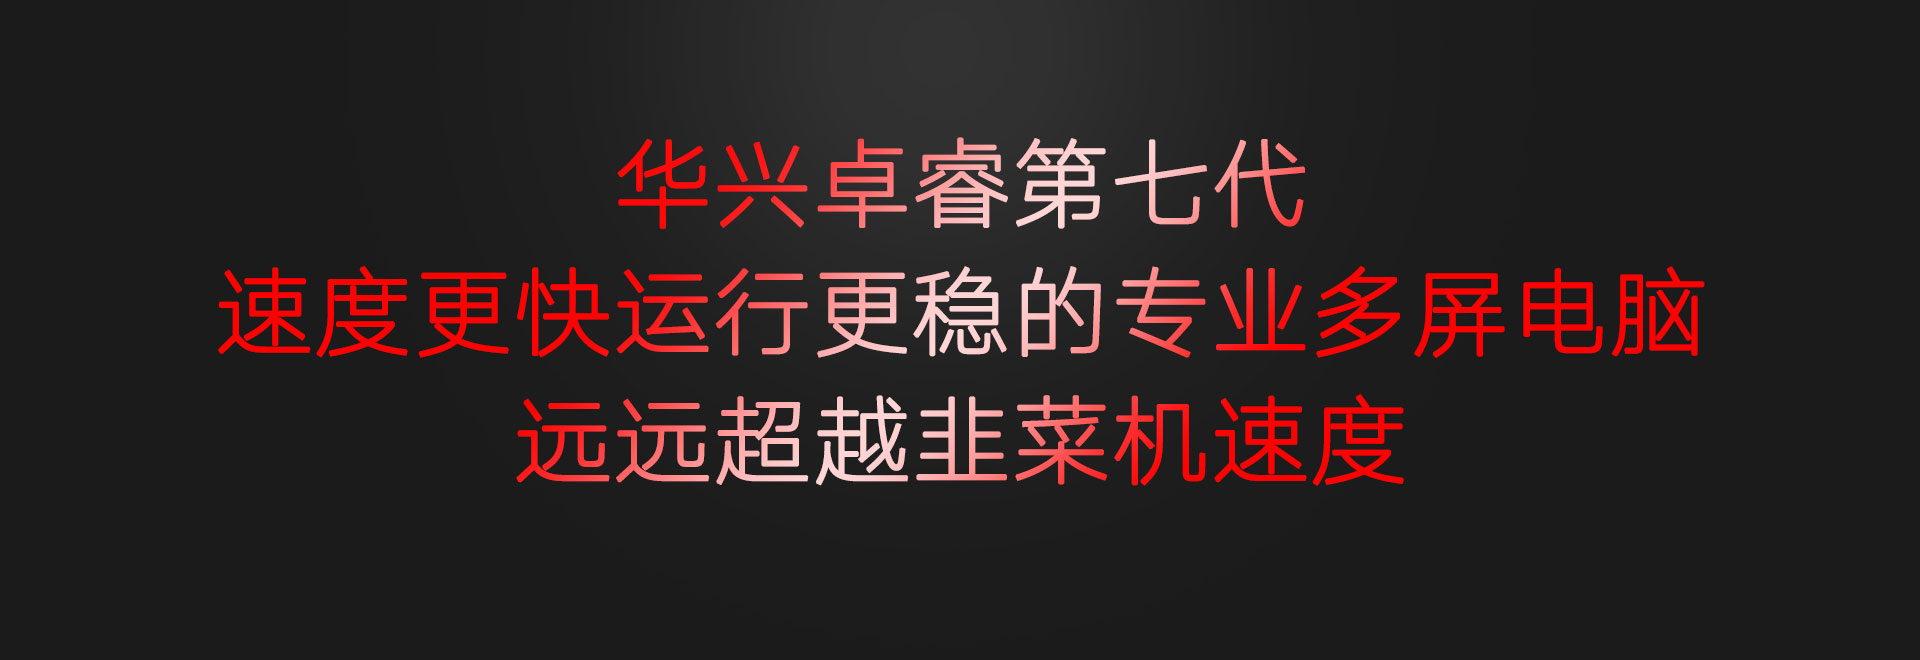 华兴卓睿第七代
速度更快运行更稳的专业多屏电脑
远远超越韭菜机速度